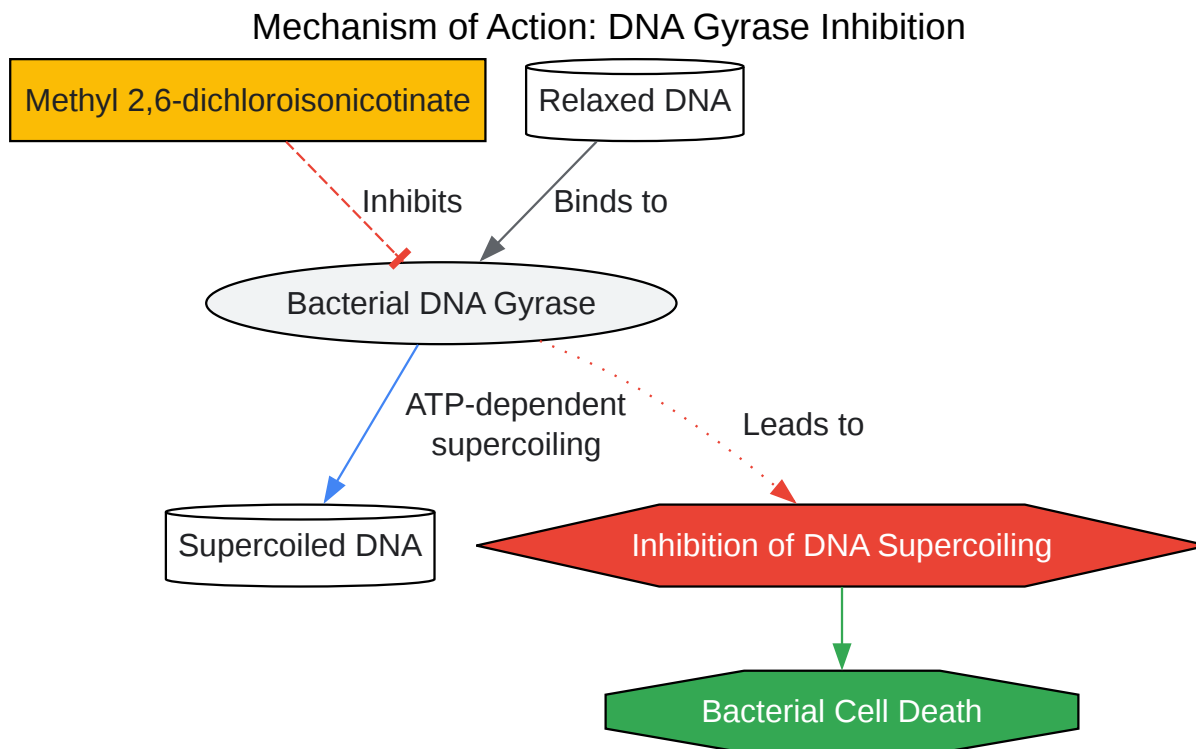 Mechanism of Action: DNA Gyrase Inhibition
Methyl 2,6-dichloroisonicotinate
Relaxed DNA
Inhibits
Binds to
Bacterial DNA Gyrase
ATP-dependent
supercoiling
Leads to
Supercoiled DNA
Inhibition of DNA Supercoiling
Bacterial Cell Death